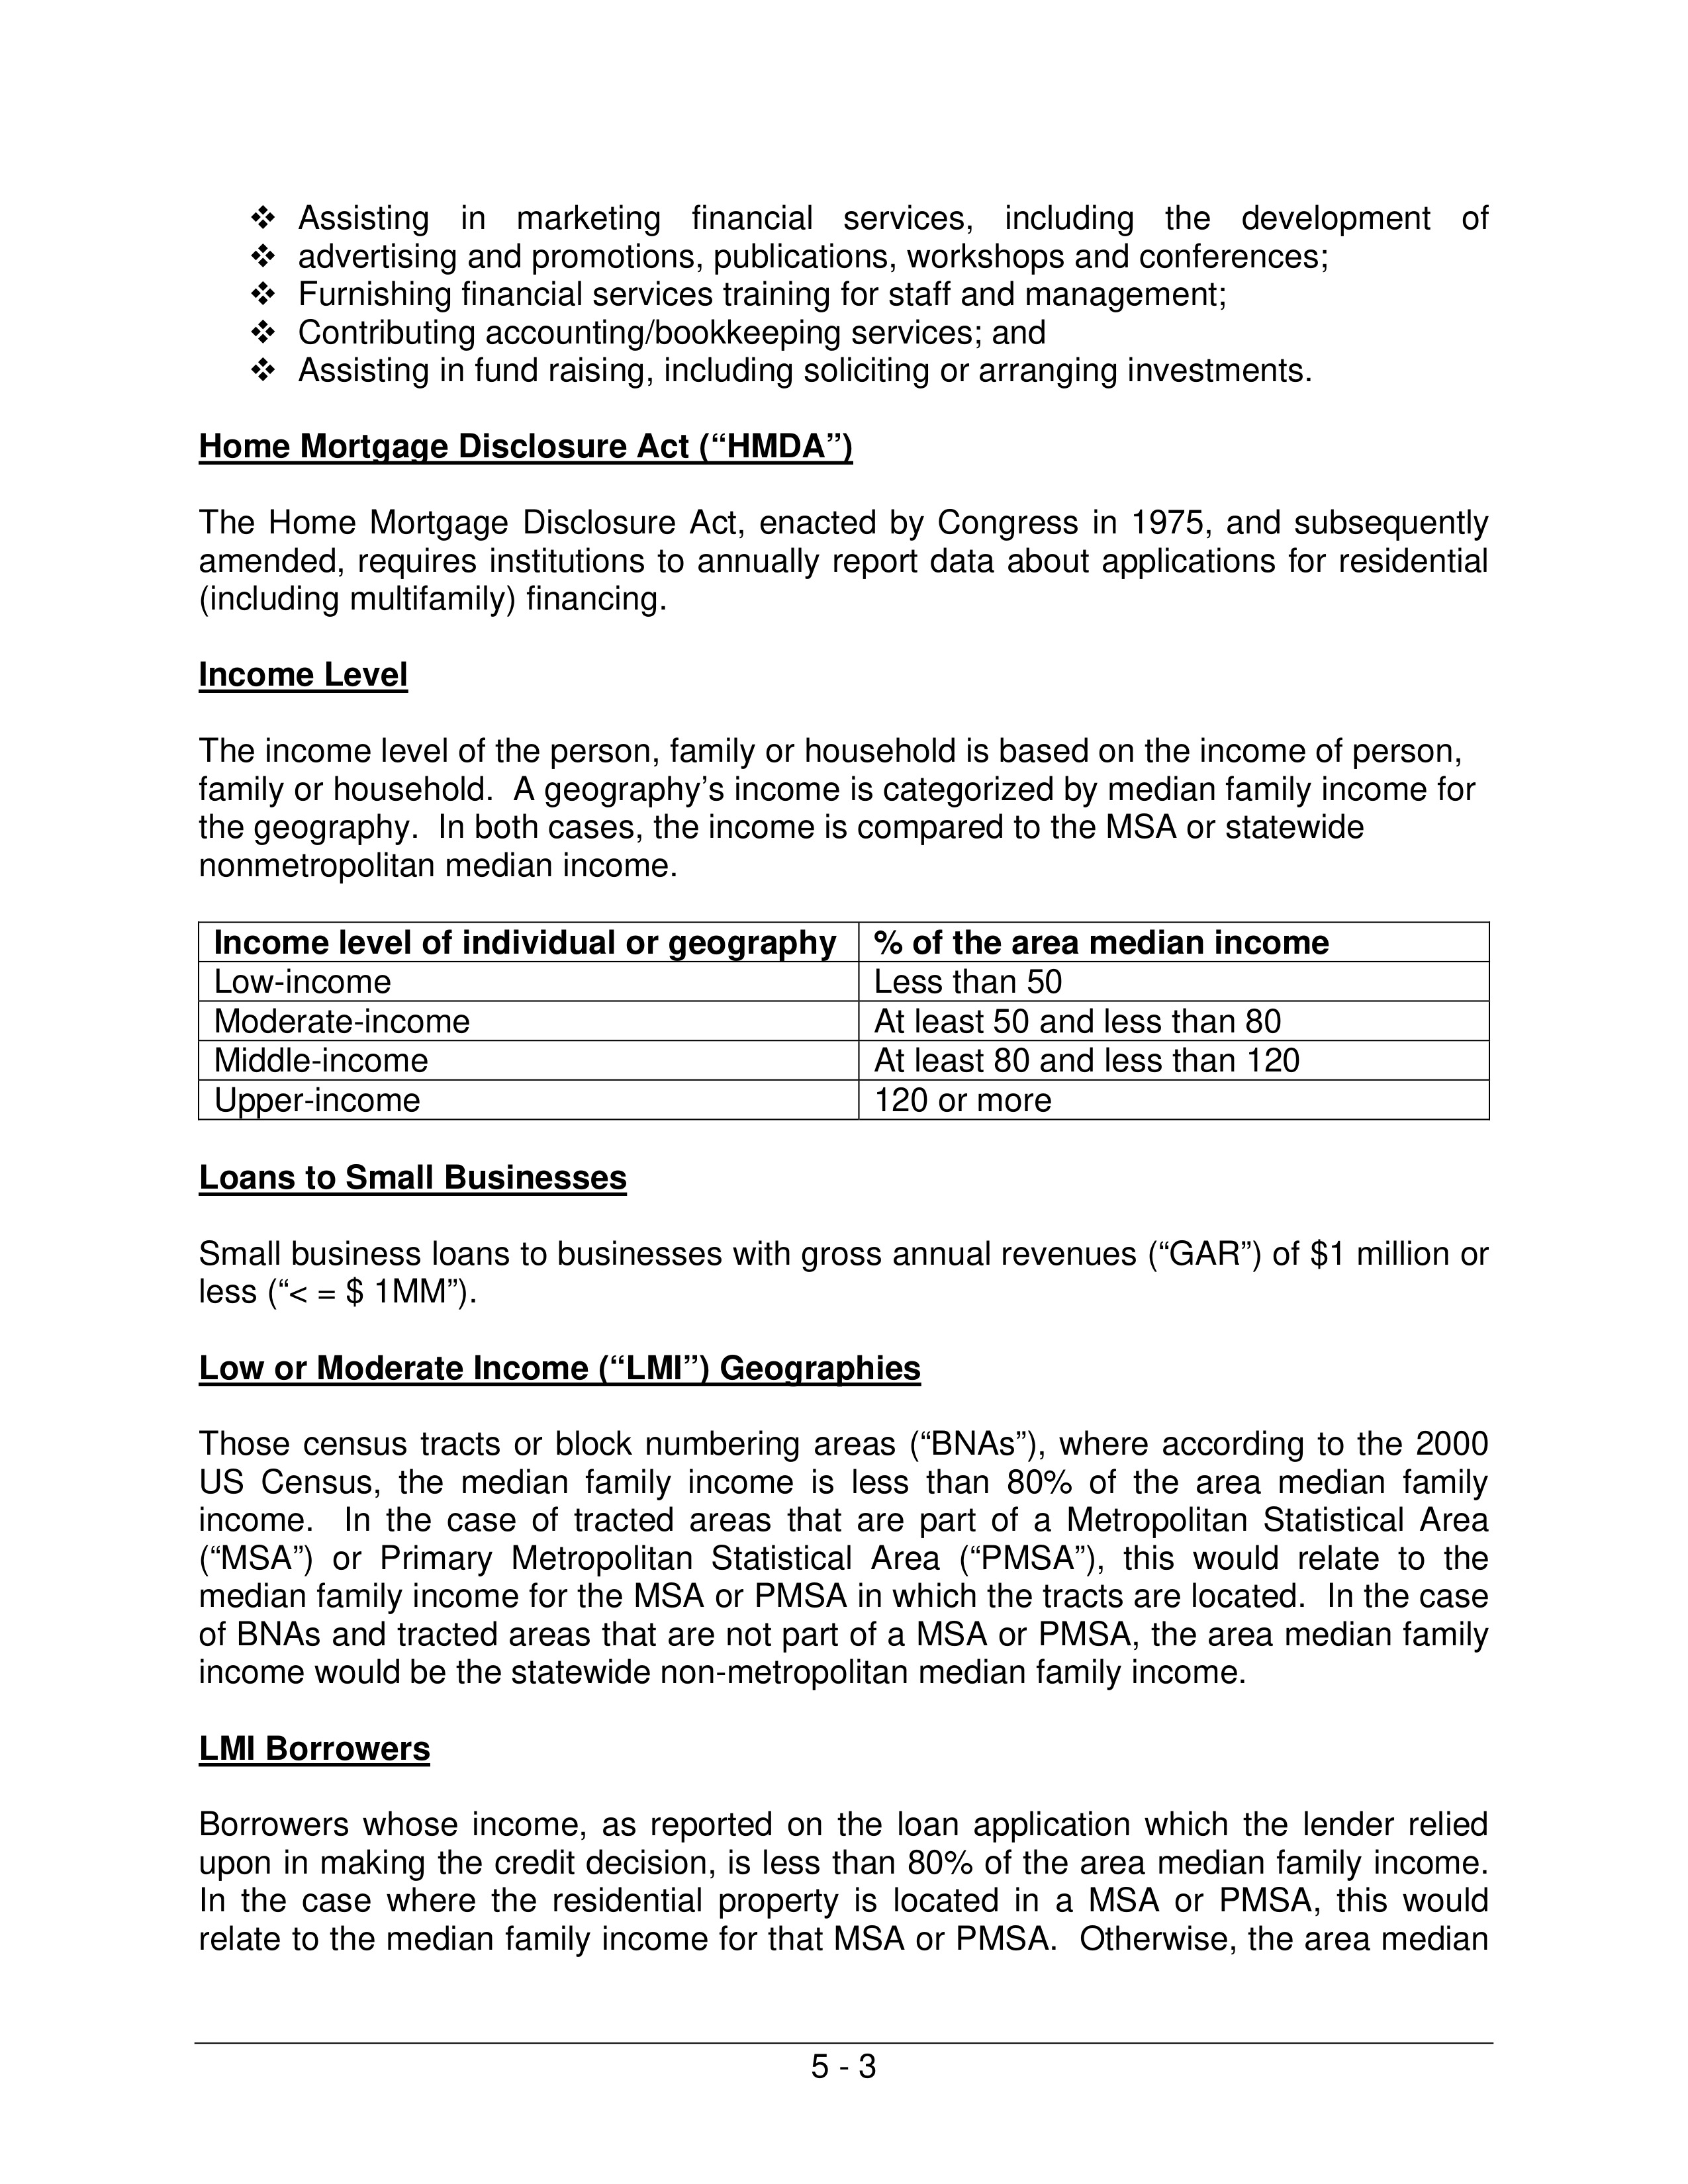 ❖ Assisting in marketing financial services, including the development of
❖ advertising and promotions, publications, workshops and conferences;
❖ Furnishing financial services training for staff and management;
❖ Contributing accounting/bookkeeping services; and
❖ Assisting in fund raising, including soliciting or arranging investments.
Home Mortgage Disclosure Act (“HMDA”)
The Home Mortgage Disclosure Act, enacted by Congress in 1975, and subsequently
amended, requires institutions to annually report data about applications for residential
(including multifamily) financing.
Income Level
The income level of the person, family or household is based on the income of person,
family or household.  A geography’s income is categorized by median family income for
the geography.  In both cases, the income is compared to the MSA or statewide
nonmetropolitan median income.
Income level of individual or geography % of the area median income
Low-income Less than 50
Moderate-income At least 50 and less than 80
Middle-income At least 80 and less than 120
Upper-income 120 or more
Loans to Small Businesses
Small business loans to businesses with gross annual revenues (“GAR”) of $1 million or
less (“< = $ 1MM”).
Low or Moderate Income (“LMI”) Geographies
Those census tracts or block numbering areas (“BNAs”), where according to the 2000
US Census, the median family income is less than 80% of the area median family
income.  In the case of tracted areas that are part of a Metropolitan Statistical Area
(“MSA”) or Primary Metropolitan Statistical Area (“PMSA”), this would relate to the
median family income for the MSA or PMSA in which the tracts are located.  In the case
of BNAs and tracted areas that are not part of a MSA or PMSA, the area median family
income would be the statewide non-metropolitan median family income.
LMI Borrowers
Borrowers whose income, as reported on the loan application which the lender relied
upon in making the credit decision, is less than 80% of the area median family income.
In the case where the residential property is located in a MSA or PMSA, this would
relate to the median family income for that MSA or PMSA.  Otherwise, the area median
5 - 3